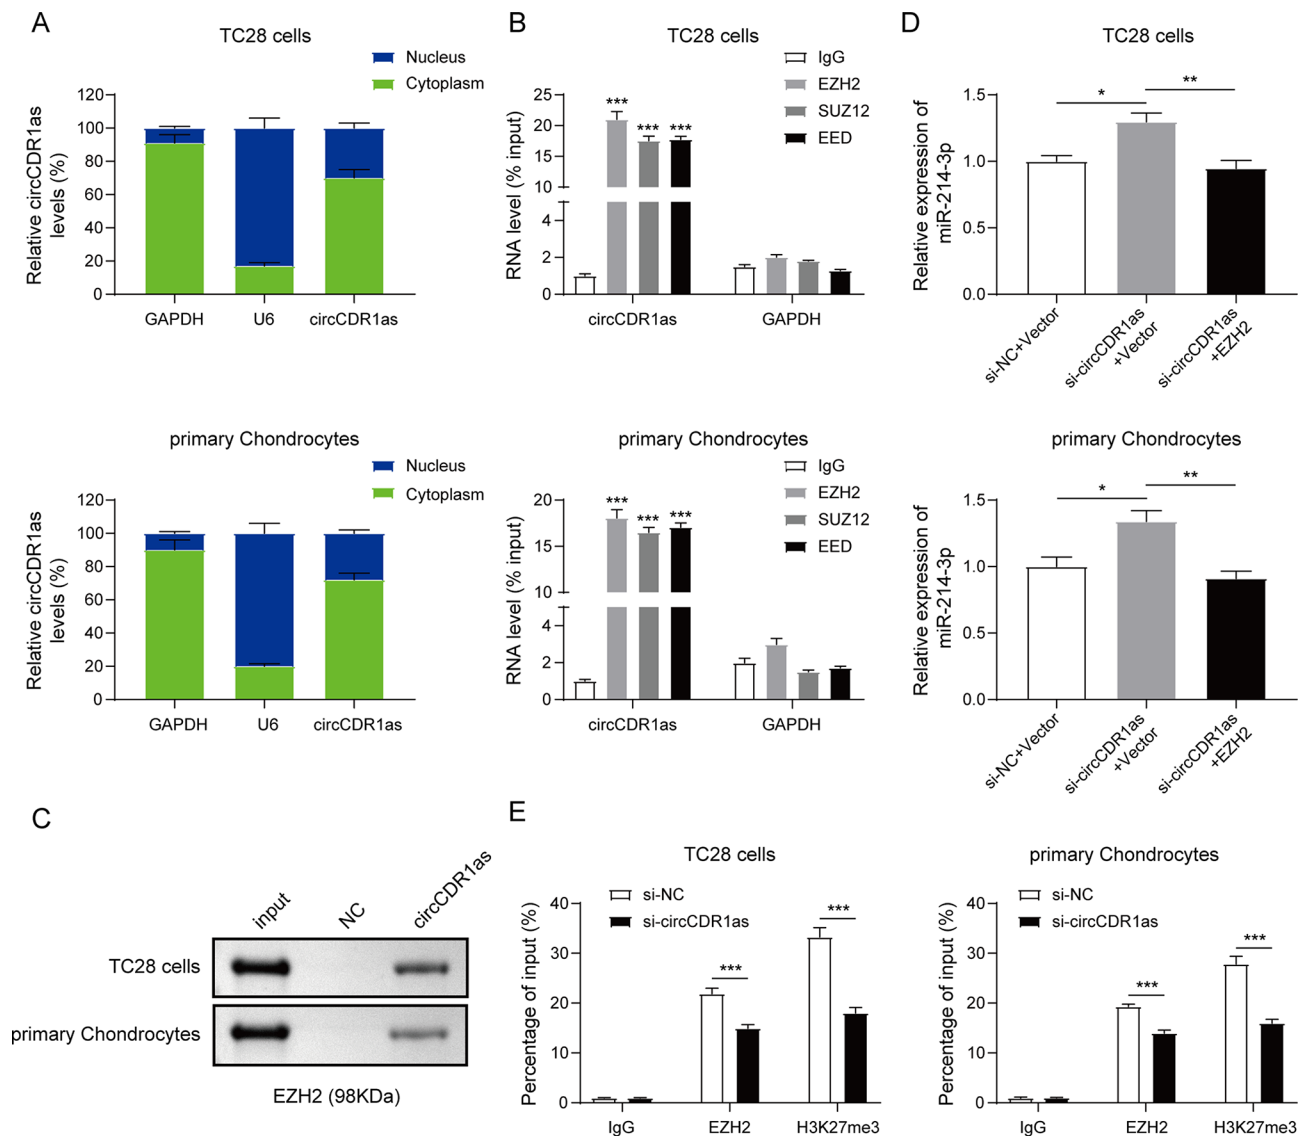 A
TC28 cells
Nucleus
Cytoplasm
Relative circCDR1as
levels (%)
120
100
80
60
40
20
0
GAPDH U6 circCDR1as
primary Chondrocytes
Nucleus
Cytoplasm
Relative circCDR1as
levels (%)
120
100
80
60
40
20
0
GAPDH U6 circCDR1as
B
TC28 cells
IgG
EZH2
SUZ12
EED
RNA level (% input)
25
20
15
10
6
4
2
0
*** *** ***
circCDR1as GAPDH
primary Chondrocytes
IgG
EZH2
SUZ12
EED
RNA level (% input)
20
15
10
6
4
2
0
*** *** ***
circCDR1as GAPDH
D
TC28 cells
Relative expression of
miR-214-3p
1.5
1.0
0.5
0.0
* **
si-NC+Vector
si-circCDR1as
+Vector
si-circCDR1as
+EZH2
primary Chondrocytes
Relative expression of
miR-214-3p
1.5
1.0
0.5
0.0
* **
si-NC+Vector
si-circCDR1as
+Vector
si-circCDR1as
+EZH2
C
input NC circCDR1as
TC28 cells
primary Chondrocytes
EZH2 (98KDa)
E
TC28 cells
si-NC
si-circCDR1as
Percentage of input (%)
40
30
20
10
0
*** ***
IgG EZH2 H3K27me3
primary Chondrocytes
si-NC
si-circCDR1as
Percentage of input (%)
40
30
20
10
0
*** ***
IgG EZH2 H3K27me3